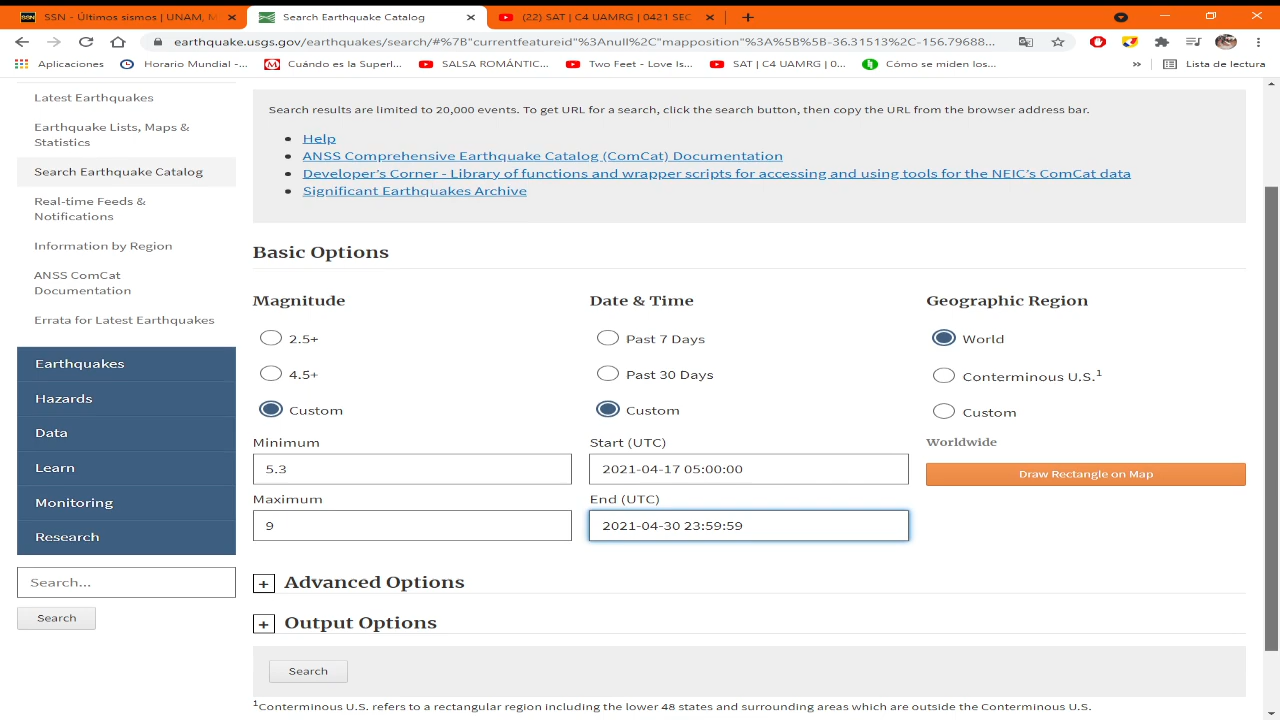 SSN - Últimos sismos | UNAM, M
Search Earthquake Catalog
(22) SAT | C4 UAMRG | 0421 SEC
earthquake.usgs.gov/earthquakes/search/#%7B"currentfeatureid"%3Anull%2C"mapposition"%3A%5B%5B-36.31513%2C-156.79688...
Aplicaciones
Horario Mundial -...
Cuándo es la Superl...
SALSA ROMÁNTIC...
Two Feet - Love Is...
SAT | C4 UAMRG | 0...
Cómo se miden los...
»
Lista de lectura
Latest Earthquakes
Earthquake Lists, Maps &
Statistics
Search Earthquake Catalog
Real-time Feeds &
Notifications
Information by Region
ANSS ComCat
Documentation
Errata for Latest Earthquakes
Earthquakes
Hazards
Data
Learn
Monitoring
Research
Search...
Search
Search results are limited to 20,000 events. To get URL for a search, click the search button, then copy the URL from the browser address bar.
Help
ANSS Comprehensive Earthquake Catalog (ComCat) Documentation
Developer's Corner - Library of functions and wrapper scripts for accessing and using tools for the NEIC's ComCat data
Significant Earthquakes Archive
Basic Options
Magnitude
2.5+
4.5+
Custom
Minimum
5.3
Maximum
9
Date & Time
Past 7 Days
Past 30 Days
Custom
Start (UTC)
2021-04-17 05:00:00
End (UTC)
2021-04-30 23:59:59
Geographic Region
World
Conterminous U.S.1
Custom
Worldwide
Draw Rectangle on Map
+ Advanced Options
+ Output Options
Search
1Conterminous U.S. refers to a rectangular region including the lower 48 states and surrounding areas which are outside the Conterminous U.S.